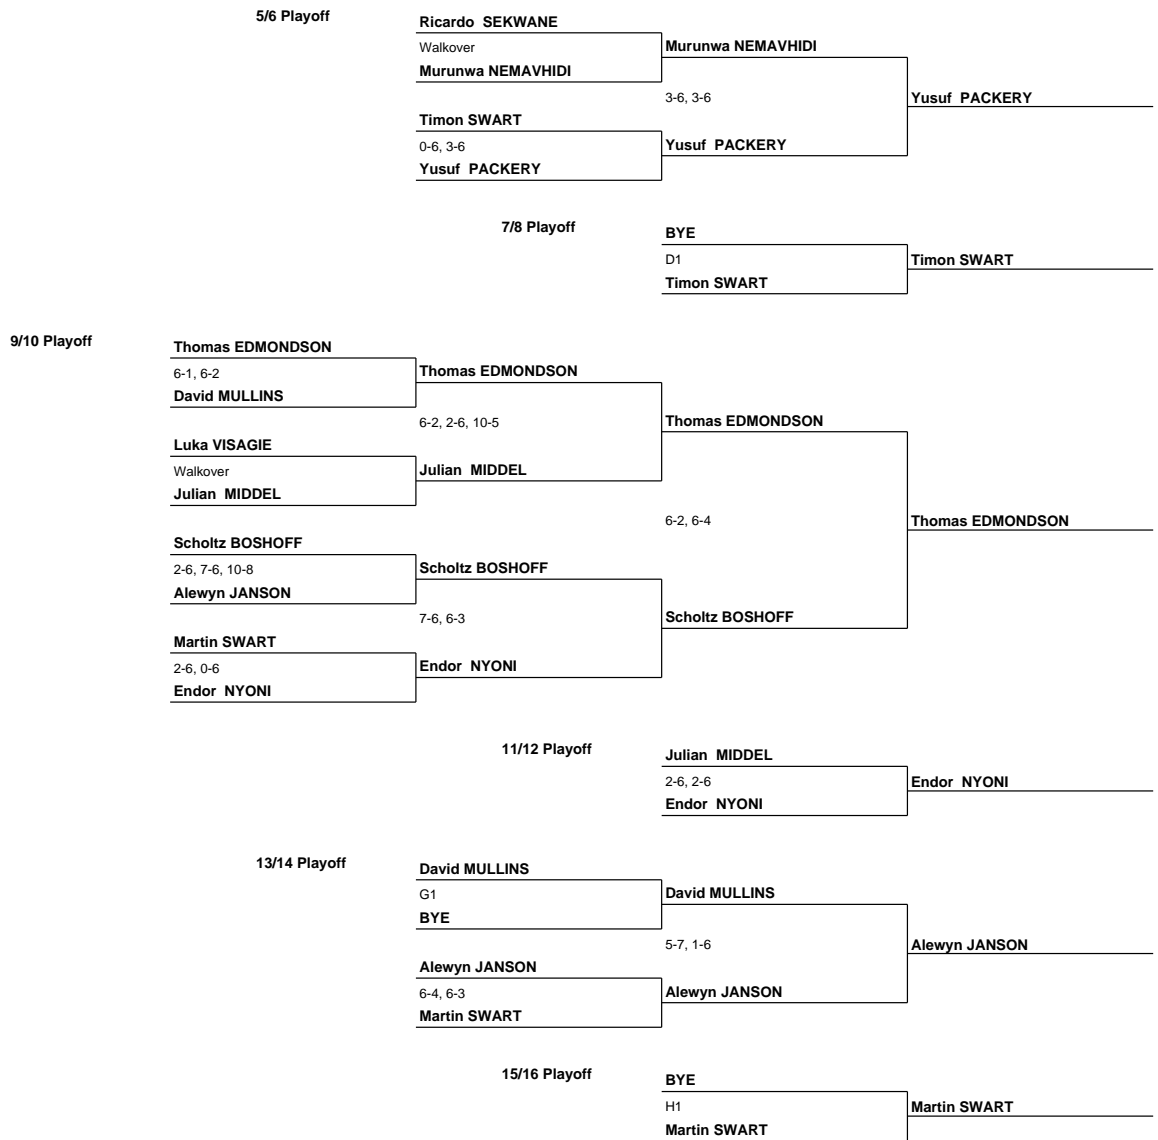 5/6 Playoff
Ricardo  SEKWANE
Walkover
Murunwa NEMAVHIDI
Murunwa NEMAVHIDI
3-6, 3-6
Yusuf  PACKERY
Timon SWART
0-6, 3-6
Yusuf  PACKERY
Yusuf  PACKERY
7/8 Playoff
BYE
D1
Timon SWART
Timon SWART
9/10 Playoff
Thomas EDMONDSON
6-1, 6-2
Thomas EDMONDSON
David MULLINS
6-2, 2-6, 10-5
Thomas EDMONDSON
Luka VISAGIE
Walkover
Julian  MIDDEL
Julian  MIDDEL
6-2, 6-4
Thomas EDMONDSON
Scholtz BOSHOFF
2-6, 7-6, 10-8
Scholtz BOSHOFF
Alewyn JANSON
7-6, 6-3
Scholtz BOSHOFF
Martin SWART
2-6, 0-6
Endor  NYONI
Endor  NYONI
11/12 Playoff
Julian  MIDDEL
2-6, 2-6
Endor  NYONI
Endor  NYONI
13/14 Playoff
David MULLINS
G1
David MULLINS
BYE
5-7, 1-6
Alewyn JANSON
Alewyn JANSON
6-4, 6-3
Alewyn JANSON
Martin SWART
15/16 Playoff
BYE
H1
Martin SWART
Martin SWART